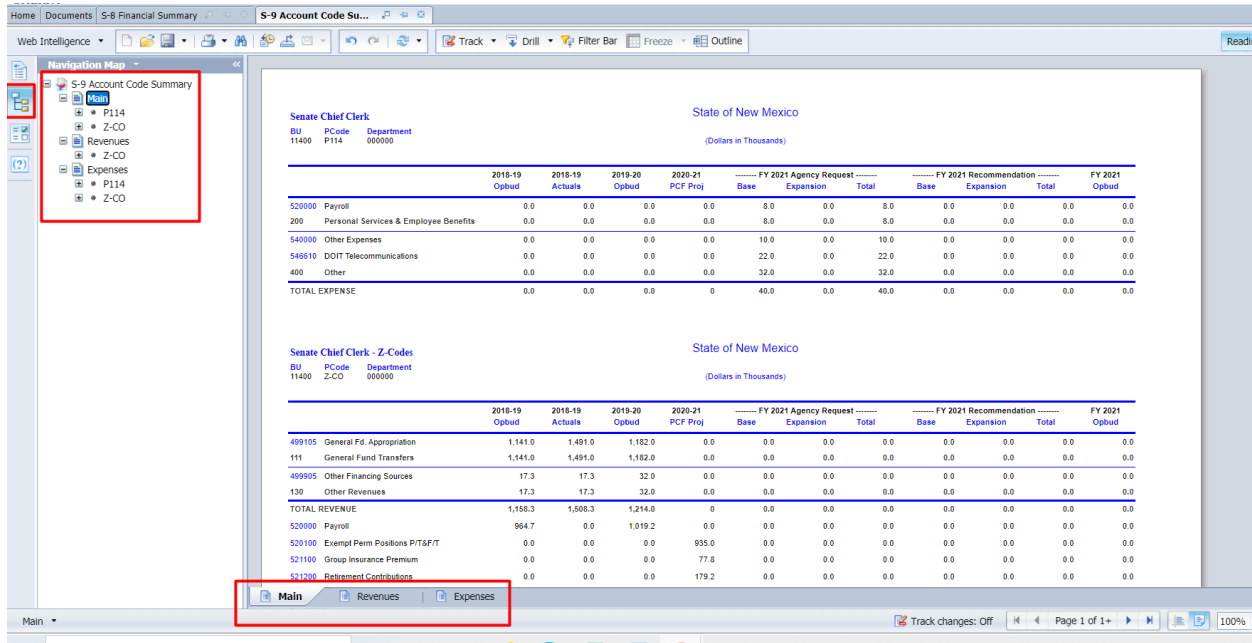 Home Documents S-8 Financial Summary S-9 Account Code Su...
Web Intelligence Track Drill Filter Bar Freeze Outline Readi
Navigation Map
S-9 Account Code Summary
Main
P114
Z-CO
Revenues
Z-CO
Expenses
P114
Z-CO
State of New Mexico
Senate Chief Clerk
BU PCode Department
11400 P114 000000
(Dollars in Thousands)
2018-19 2018-19 2019-20 2020-21 -------- FY 2021 Agency Request -------- -------- FY 2021 Recommendation -------- FY 2021
Opbud Actuals Opbud PCF Proj Base Expansion Total Base Expansion Total Opbud
520000 Payroll 0.0 0.0 0.0 0.0 8.0 0.0 8.0 0.0 0.0 0.0 0.0
200 Personal Services & Employee Benefits 0.0 0.0 0.0 0.0 8.0 0.0 8.0 0.0 0.0 0.0 0.0
540000 Other Expenses 0.0 0.0 0.0 0.0 10.0 0.0 10.0 0.0 0.0 0.0 0.0
546610 DOIT Telecommunications 0.0 0.0 0.0 0.0 22.0 0.0 22.0 0.0 0.0 0.0 0.0
400 Other 0.0 0.0 0.0 0.0 32.0 0.0 32.0 0.0 0.0 0.0 0.0
TOTAL EXPENSE 0.0 0.0 0.0 0 40.0 0.0 40.0 0.0 0.0 0.0 0.0
State of New Mexico
Senate Chief Clerk - Z-Codes
BU PCode Department
11400 Z-CO 000000
(Dollars in Thousands)
2018-19 2018-19 2019-20 2020-21 -------- FY 2021 Agency Request -------- -------- FY 2021 Recommendation -------- FY 2021
Opbud Actuals Opbud PCF Proj Base Expansion Total Base Expansion Total Opbud
499105 General Fd. Appropriation 1,141.0 1,491.0 1,182.0 0.0 0.0 0.0 0.0 0.0 0.0 0.0 0.0
111 General Fund Transfers 1,141.0 1,491.0 1,182.0 0.0 0.0 0.0 0.0 0.0 0.0 0.0 0.0
499905 Other Financing Sources 17.3 17.3 32.0 0.0 0.0 0.0 0.0 0.0 0.0 0.0 0.0
130 Other Revenues 17.3 17.3 32.0 0.0 0.0 0.0 0.0 0.0 0.0 0.0 0.0
TOTAL REVENUE 1,158.3 1,508.3 1,214.0 0 0.0 0.0 0.0 0.0 0.0 0.0 0.0
520000 Payroll 964.7 0.0 1,019.2 0.0 0.0 0.0 0.0 0.0 0.0 0.0 0.0
520100 Exempt Perm Positions P/T&F/T 0.0 0.0 0.0 935.0 0.0 0.0 0.0 0.0 0.0 0.0 0.0
521100 Group Insurance Premium 0.0 0.0 0.0 77.8 0.0 0.0 0.0 0.0 0.0 0.0 0.0
521200 Retirement Contributions 0.0 0.0 0.0 179.2 0.0 0.0 0.0 0.0 0.0 0.0 0.0
Main Revenues Expenses
Main Track changes: Off Page 1 of 1+ 100%